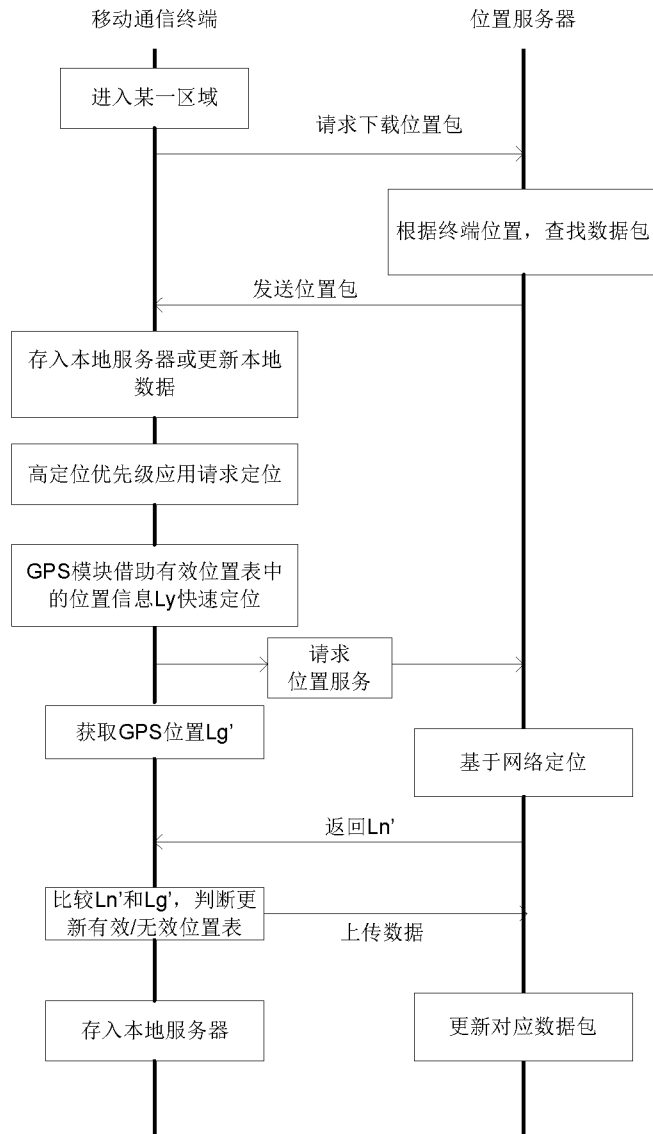 移动通信终端
位置服务器
进入某一区域
请求下载位置包
根据终端位置，查找数据包
发送位置包
存入本地服务器或更新本地
数据
高定位优先级应用请求定位
GPS模块借助有效位置表中
的位置信息Ly快速定位
请求
位置服务
获取GPS位置Lg’
基于网络定位
返回Ln’
比较Ln’和Lg’，判断更
新有效/无效位置表
上传数据
存入本地服务器
更新对应数据包